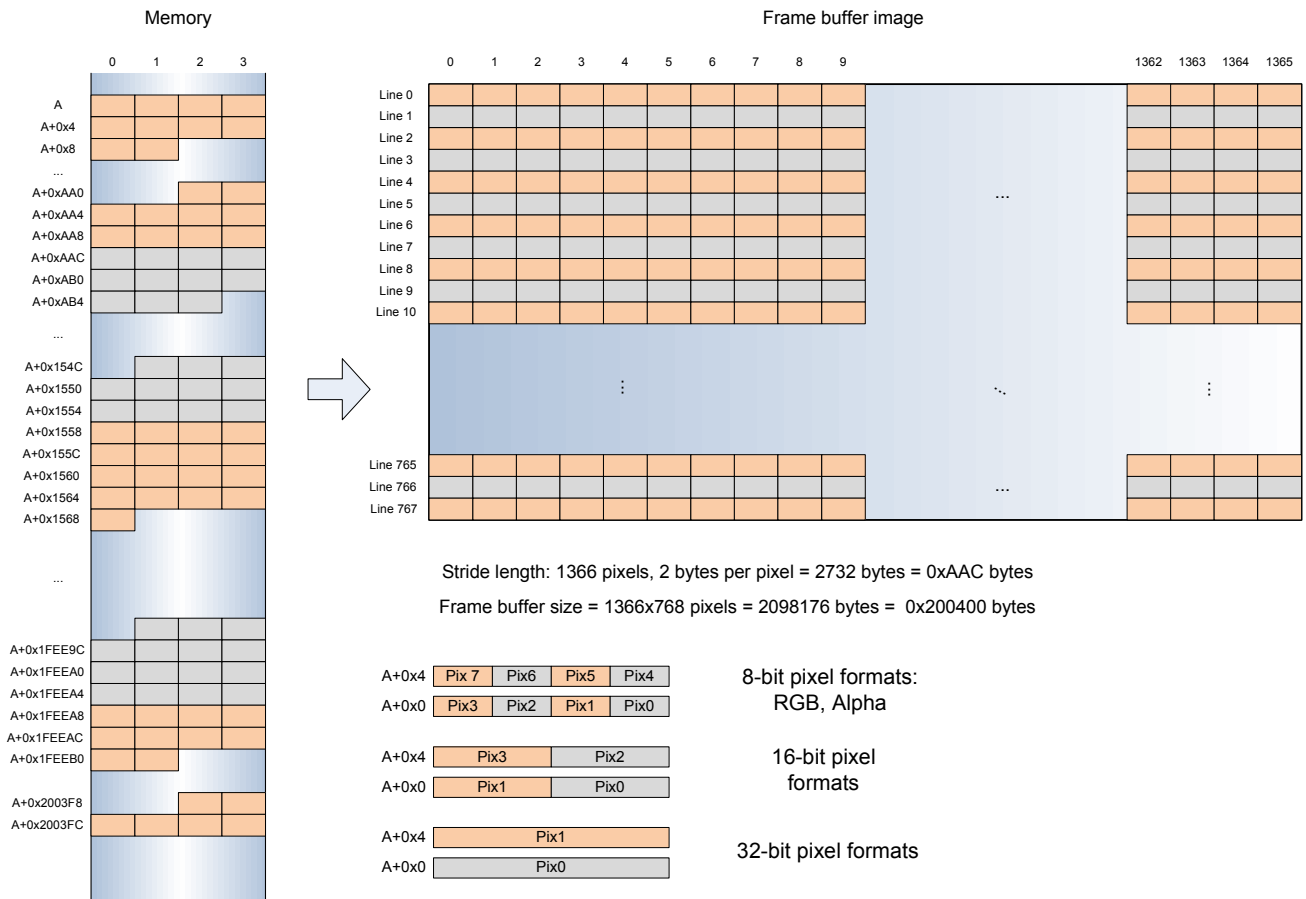 Memory
0 1 2 3
A
A+0x4
A+0x8
...
A+0xAA0
A+0xAA4
A+0xAA8
A+0xAAC
A+0xAB0
A+0xAB4
...
A+0x154C
A+0x1550
A+0x1554
A+0x1558
A+0x155C
A+0x1560
A+0x1564
A+0x1568
...
A+0x1FEE9C
A+0x1FEEA0
A+0x1FEEA4
A+0x1FEEA8
A+0x1FEEAC
A+0x1FEEB0
A+0x2003F8
A+0x2003FC
Frame buffer image
0 1 2 3 4 5 6 7 8 9 1362 1363 1364 1365
Line 0
Line 1
Line 2
Line 3
Line 4
Line 5
...
Line 6
Line 7
Line 8
Line 9
Line 10
... ... ...
Line 765
Line 766
...
Line 767
Stride length: 1366 pixels, 2 bytes per pixel = 2732 bytes = 0xAAC bytes
Frame buffer size = 1366x768 pixels = 2098176 bytes = 0x200400 bytes
A+0x4 Pix 7 Pix6 Pix5 Pix4
A+0x0 Pix3 Pix2 Pix1 Pix0
8-bit pixel formats:
RGB, Alpha
A+0x4 Pix3 Pix2
A+0x0 Pix1 Pix0
16-bit pixel
formats
A+0x4 Pix1
A+0x0 Pix0
32-bit pixel formats